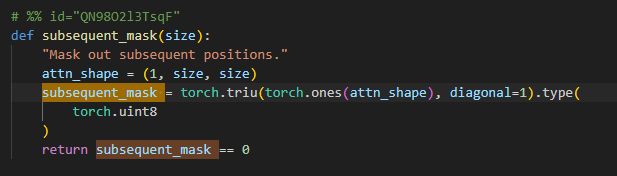 # %% id="QN98O2l3TsqF"
def subsequent_mask(size):
    "Mask out subsequent positions."
    attn_shape = (1, size, size)
    subsequent_mask = torch.triu(torch.ones(attn_shape), diagonal=1).type(
        torch.uint8
    )
    return subsequent_mask == 0